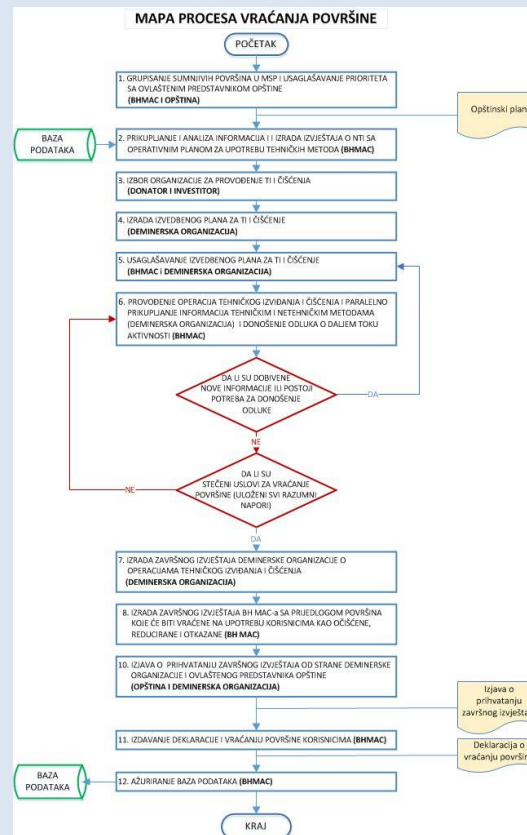 MAPA PROCESA VRAĆANJA POVRŠINE
POČETAK
1. GRUPISANJE SUMNJIVIH POVRŠINA U MSP I USAGLAŠAVANJE PRIORITETA
SA OVLAŠTENIM PREDSTAVNIKOM OPŠTINE
(BHMAC I OPŠTINA)
Opštinski plan
BAZA
PODATAKA
2. PRIKUPLJANJE I ANALIZA INFORMACIJA I I IZRADA IZVJEŠTAJA O NTI SA
OPERATIVNIM PLANOM ZA UPOTREBU TEHNIČKIH METODA (BHMAC)
3. IZBOR ORGANIZACIJE ZA PROVOĐENJE TI I ČIŠĆENJA
(DONATOR I INVESTITOR)
4. IZRADA IZVEDBENOG PLANA ZA TI I ČIŠĆENJE
(DEMINERSKA ORGANIZACIJA)
5. USAGLAŠAVANJE IZVEDBENOG PLANA ZA TI I ČIŠĆENJE
(BHMAC i DEMINERSKA ORGANIZACIJA)
6. PROVOĐENJE OPERACIJA TEHNIČKOG IZVIĐANJA I ČIŠĆENJA I PARALELNO
PRIKUPLJANJE INFORMACIJA TEHNIČKIM I NETEHNIČKIM METODAMA
(DEMINERSKA ORGANIZACIJA) I DONOŠENJE ODLUKA O DALJEM TOKU
AKTIVNOSTI (BHMAC)
DA LI SU DOBIVENE
NOVE INFORMACIJE ILI POSTOJI
POTREBA ZA DONOŠENJE
ODLUKE
DA
NE
DA LI SU
STEČENI USLOVI ZA VRAĆANJE
POVRŠINE (ULOŽENI SVI RAZUMNI
NAPORI)
NE
DA
7. IZRADA ZAVRŠNOG IZVJEŠTAJA DEMINERSKE ORGANIZACIJE O
OPERACIJAMA TEHNIČKOG IZVIĐANJA I ČIŠĆENJA
(DEMINERSKA ORGANIZACIJA)
8. IZRADA ZAVRŠNOG IZVJEŠTAJA BH MAC-a SA PRIJEDLOGOM POVRŠINA
KOJE ĆE BITI VRAĆENE NA UPOTREBU KORISNICIMA KAO OČIŠĆENE,
REDUCIRANE I OTKAZANE (BH MAC)
10. IZJAVA O PRIHVATANJU ZAVRŠNOG IZVJEŠTAJA OD STRANE DEMINERSKE
ORGANIZACIJE I OVLAŠTENOG PREDSTAVNIKA OPŠTINE
(OPŠTINA I DEMINERSKA ORGANIZACIJA)
Izjava o
prihvatanju
završnog izvješta
11. IZDAVANJE DEKLARACIJE I VRAĆANJU POVRŠINE KORISNICIMA (BHMAC)
Deklaracija o
vraćanju površin
BAZA
PODATAKA
12. AŽURIRANJE BAZA PODATAKA (BHMAC)
KRAJ